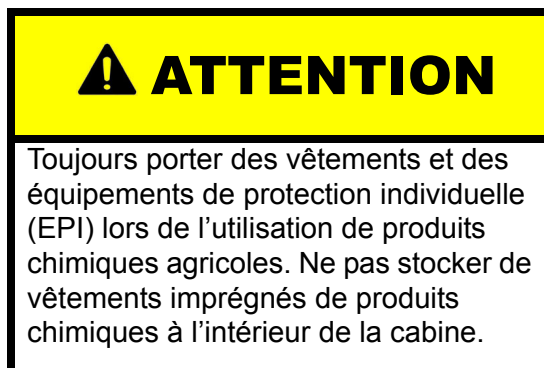 ATTENTION
Toujours porter des vêtements et des
équipements de protection individuelle
(EPI) lors de l’utilisation de produits
chimiques agricoles. Ne pas stocker de
vêtements imprégnés de produits
chimiques à l’intérieur de la cabine.